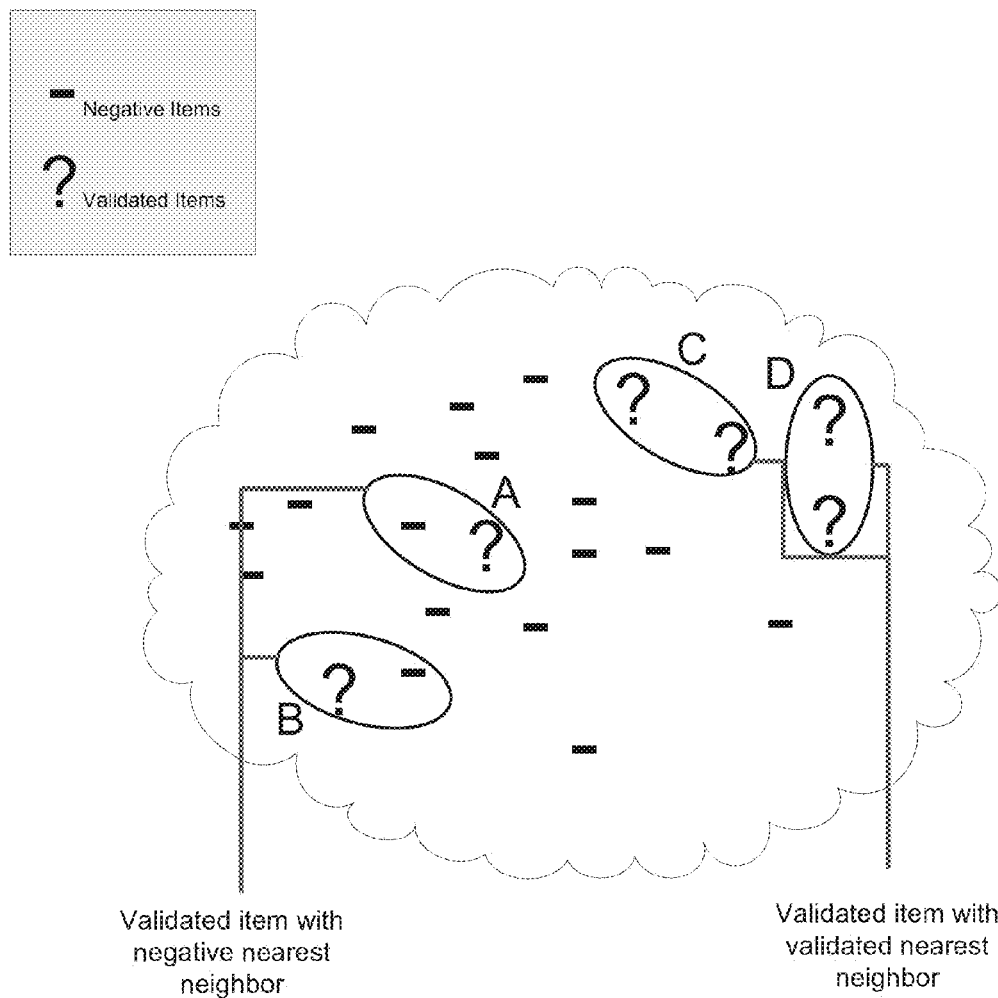 Negative Items
? Validated Items
C
D
? ?
? ?
A
?
?
B
Validated item with
negative nearest
neighbor
Validated item with
validated nearest
neighbor